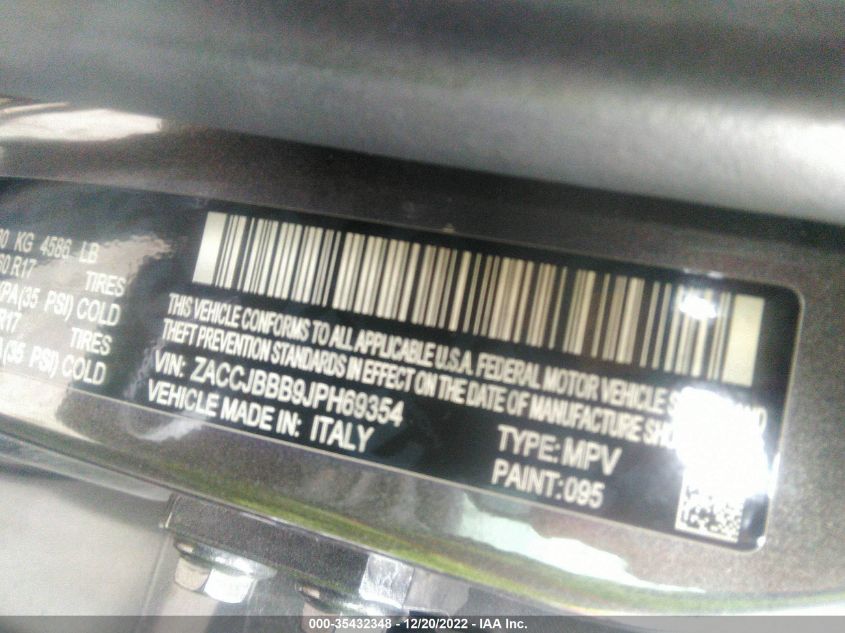 KG 4586 LB
60 R17
TIRES
(35 PSI) COLD
R17
TIRES
(35 PSI) COLD
THIS VEHICLE CONFORMS TO ALL APPLICABLE U.S.A. FEDERAL MOTOR VEHICLE
THEFT PREVENTION STANDARDS IN EFFECT ON THE DATE OF MANUFACTURE
VIN: ZACCJBBB9JPH69354
VEHICLE MADE IN: ITALY
TYPE: MPV
PAINT: 095
000-35432348 - 12/20/2022 - IAA Inc.